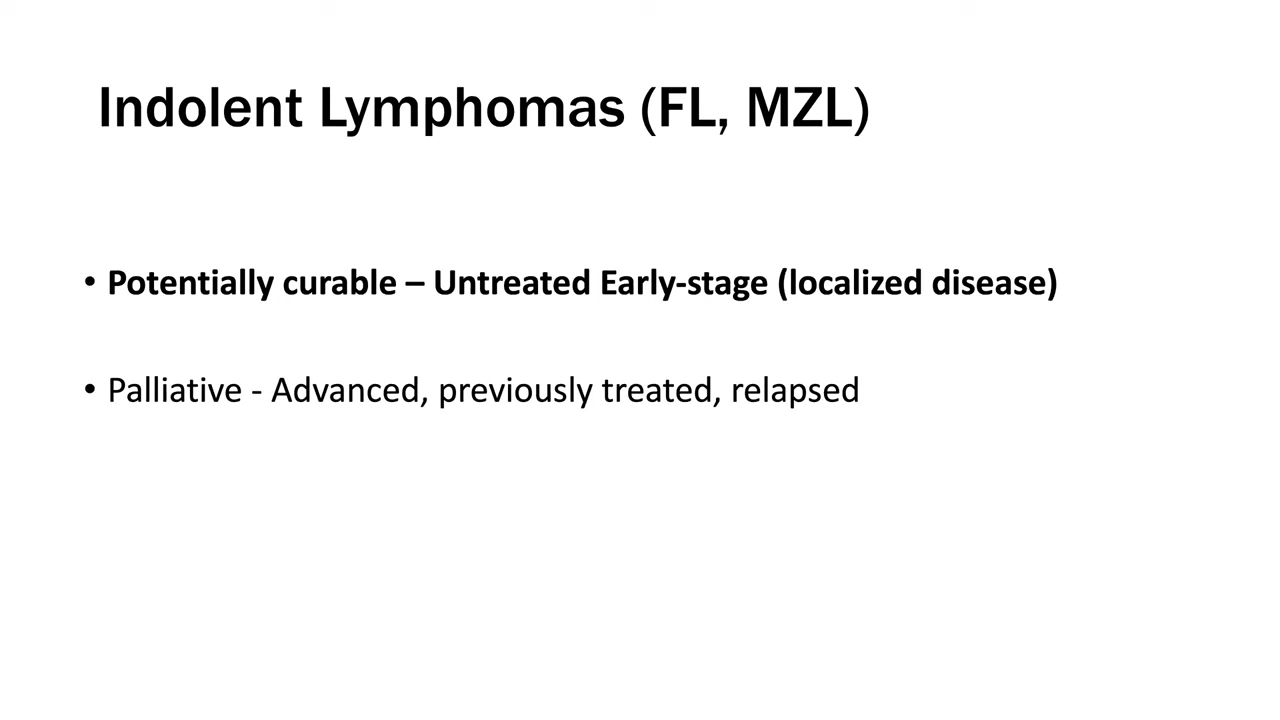 Indolent Lymphomas (FL, MZL)
• Potentially curable – Untreated Early-stage (localized disease)
• Palliative - Advanced, previously treated, relapsed